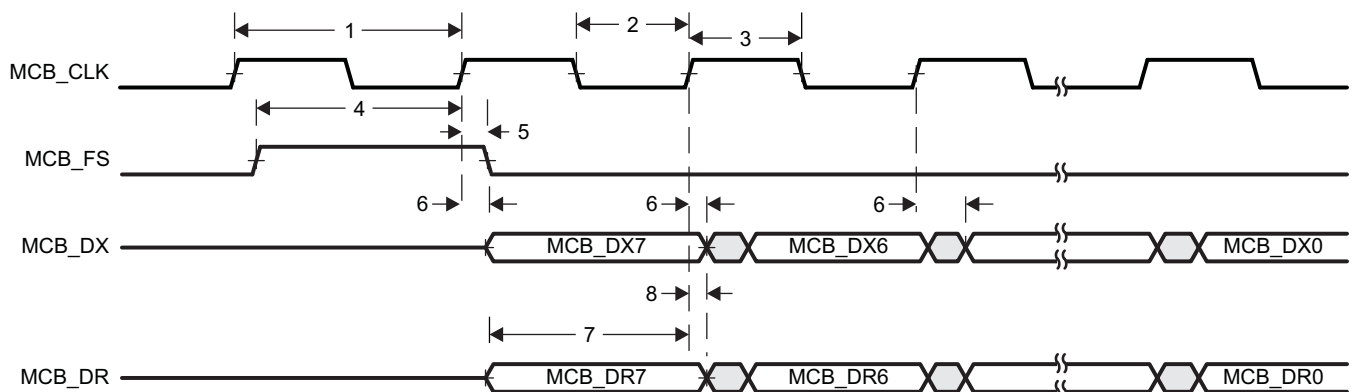 1
2
3
MCB_CLK
4
5
MCB_FS
6
6
6
MCB_DX
MCB_DX7
MCB_DX6
MCB_DX0
8
7
MCB_DR
MCB_DR7
MCB_DR6
MCB_DR0